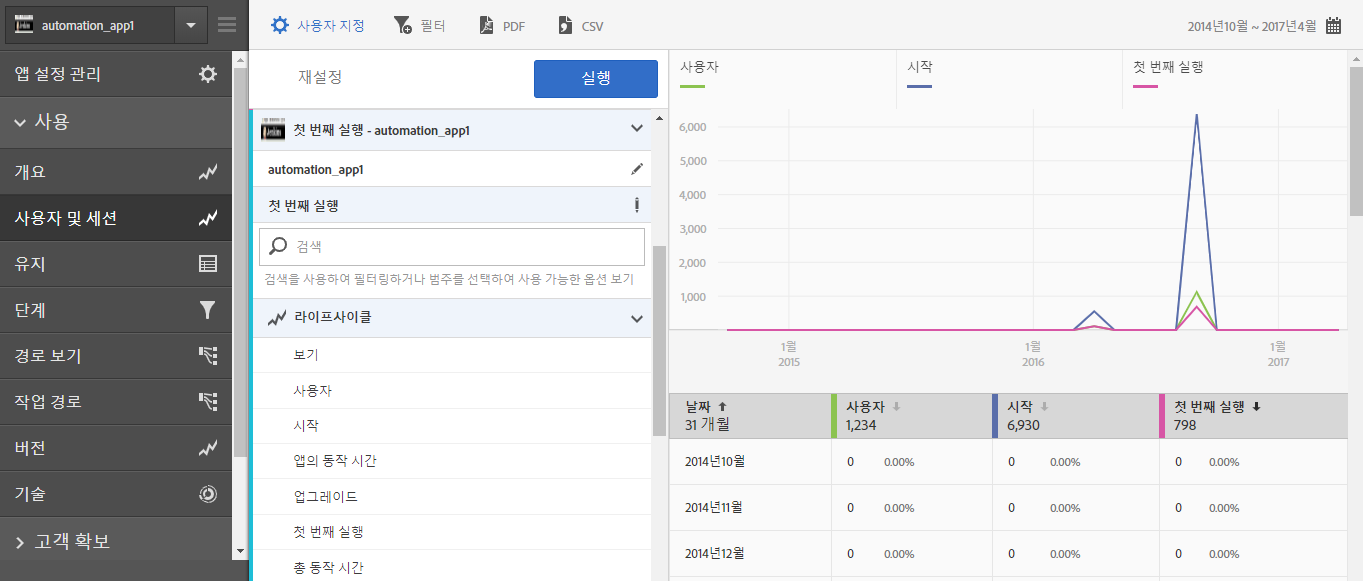 automation_app1
사용자 지정
필터
PDF
CSV
2014년10월 ~ 2017년4월
앱 설정 관리
사용
개요
사용자 및 세션
유지
단계
경로 보기
작업 경로
버전
기술
고객 확보
재설정
실행
첫 번째 실행 - automation_app1
automation_app1
첫 번째 실행
검색
검색을 사용하여 필터링하거나 범주를 선택하여 사용 가능한 옵션 보기
라이프사이클
보기
사용자
시작
앱의 동작 시간
업그레이드
첫 번째 실행
총 동작 시간
사용자
시작
첫 번째 실행
6,000
5,000
4,000
3,000
2,000
1,000
1월 1월 1월
2015 2016 2017
날짜 사용자 시작 첫 번째 실행
31 개월 1,234 6,930 798
2014년10월 0 0.00% 0 0.00% 0 0.00%
2014년11월 0 0.00% 0 0.00% 0 0.00%
2014년12월 0 0.00% 0 0.00% 0 0.00%